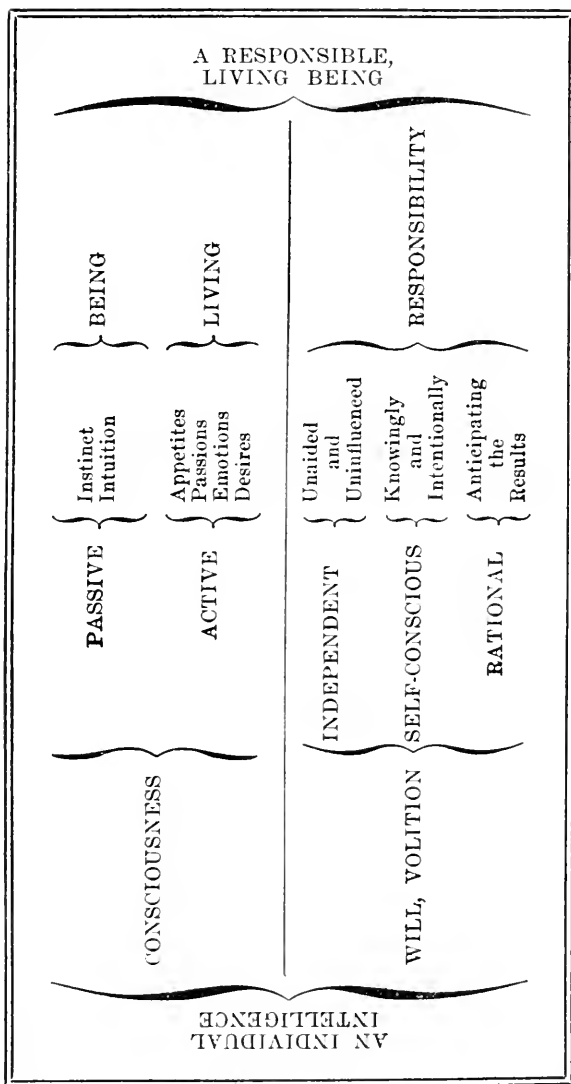 A RESPONSIBLE,
LIVING BEING
BEING
LIVING
RESPONSIBILITY
Instinct
Intuition
Appetites
Passions
Emotions
Desires
Unaided
and
Uninfluneed
Knowingly
and
Intentionally
Anticipating
the
Results
PASSIVE
ACTIVE
INDEPENDENT
SELF-CONSCIOUS
RATIONAL
CONSCIOUSNESS
WILL, VOLITION
AN INDIVIDUAL
INTELLIGENCE